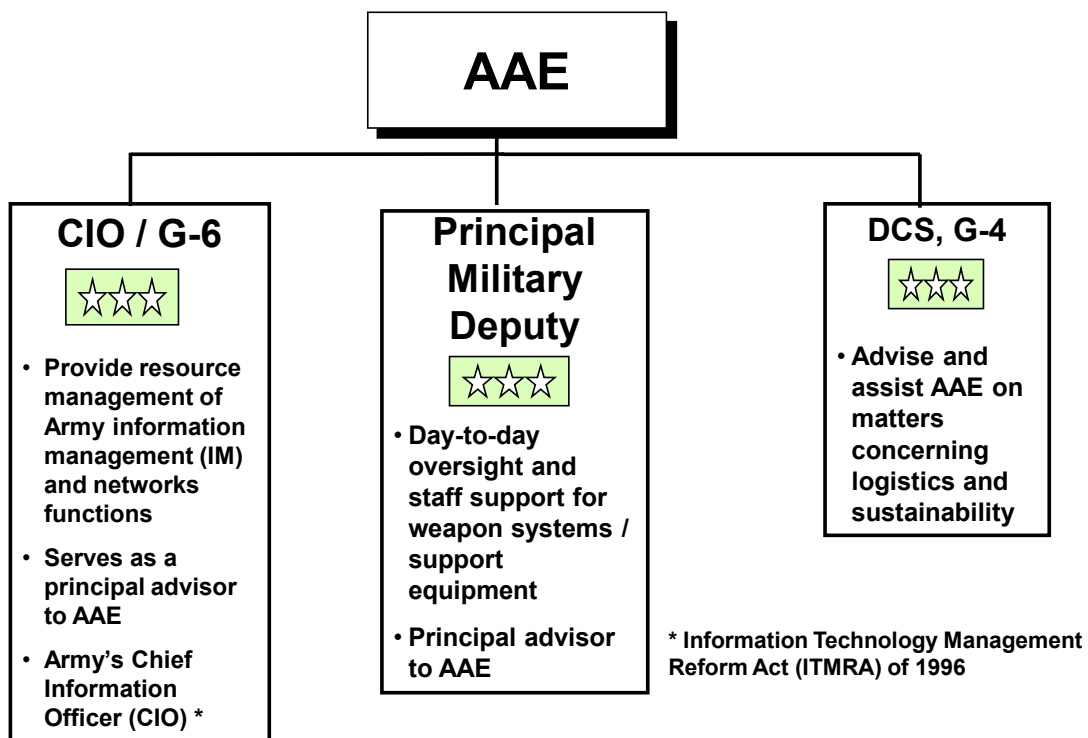 AAE
CIO / G-6
• Provide resource
management of
Army information
management (IM)
and networks
functions
• Serves as a
principal advisor
to AAE
• Army’s Chief
Information
Officer (CIO) *
Principal
Military
Deputy
• Day-to-day
oversight and
staff support for
weapon systems /
support
equipment
• Principal advisor
to AAE
DCS, G-4
• Advise and
assist AAE on
matters
concerning
logistics and
sustainability
* Information Technology Management
Reform Act (ITMRA) of 1996